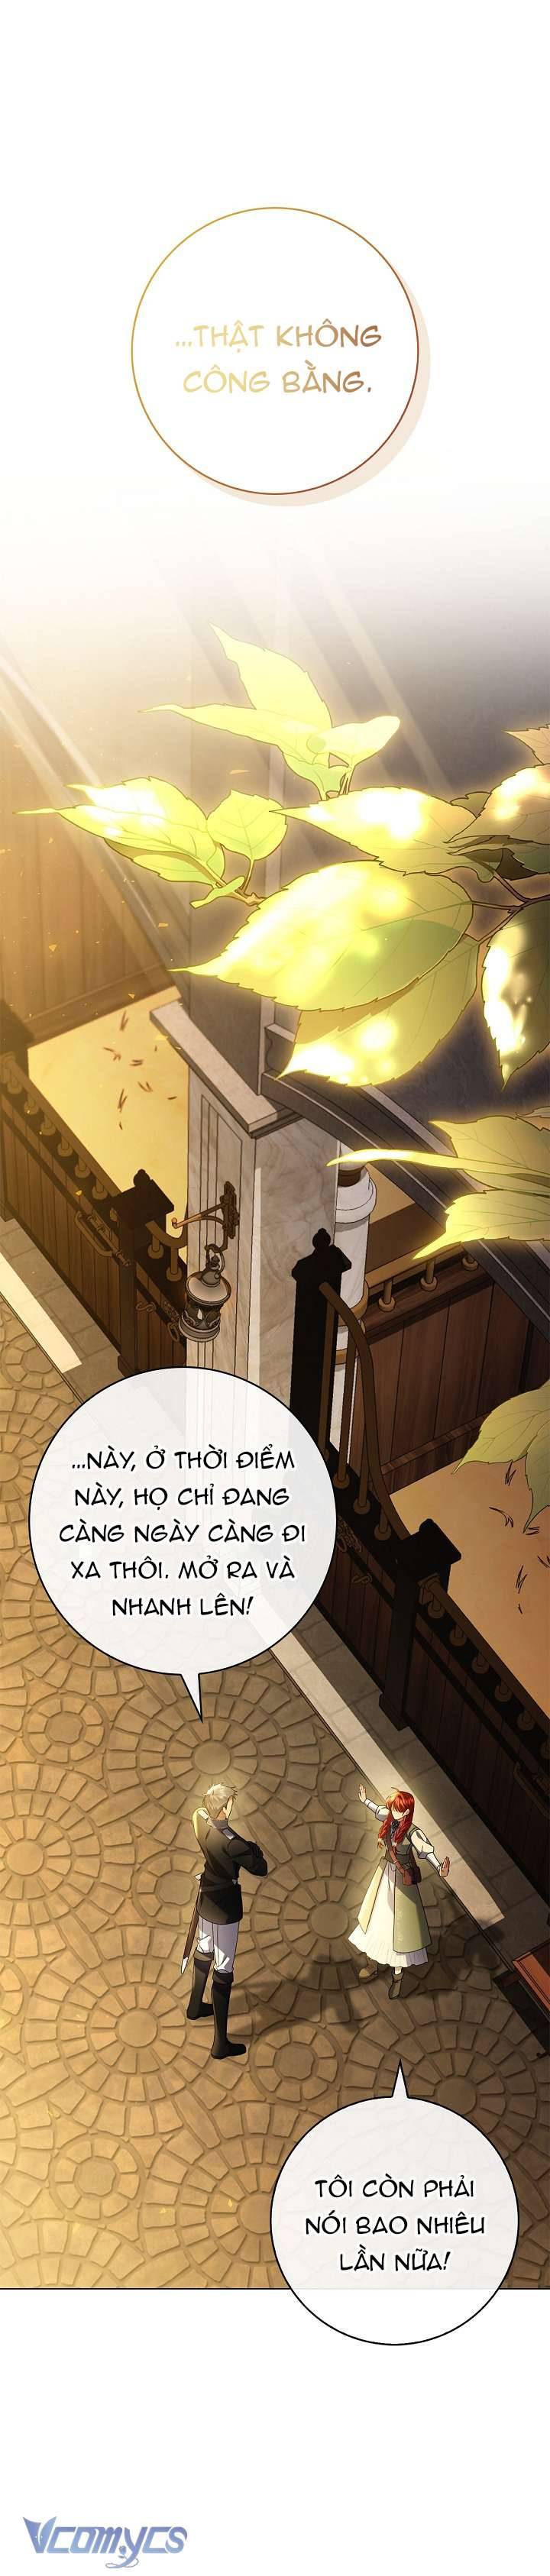 ...THẬT KHÔNG
CÔNG BẰNG.
...NÀY, Ở THỜI ĐIỂM
NÀY, HỌ CHỈ ĐANG
CÀNG NGÀY CÀNG ĐI
XA THÔI. MỞ RA VÀ
NHANH LÊN!
TÔI CÒN PHẢI
NÓI BAO NHIÊU
LẦN NỮA!
Vcomycs